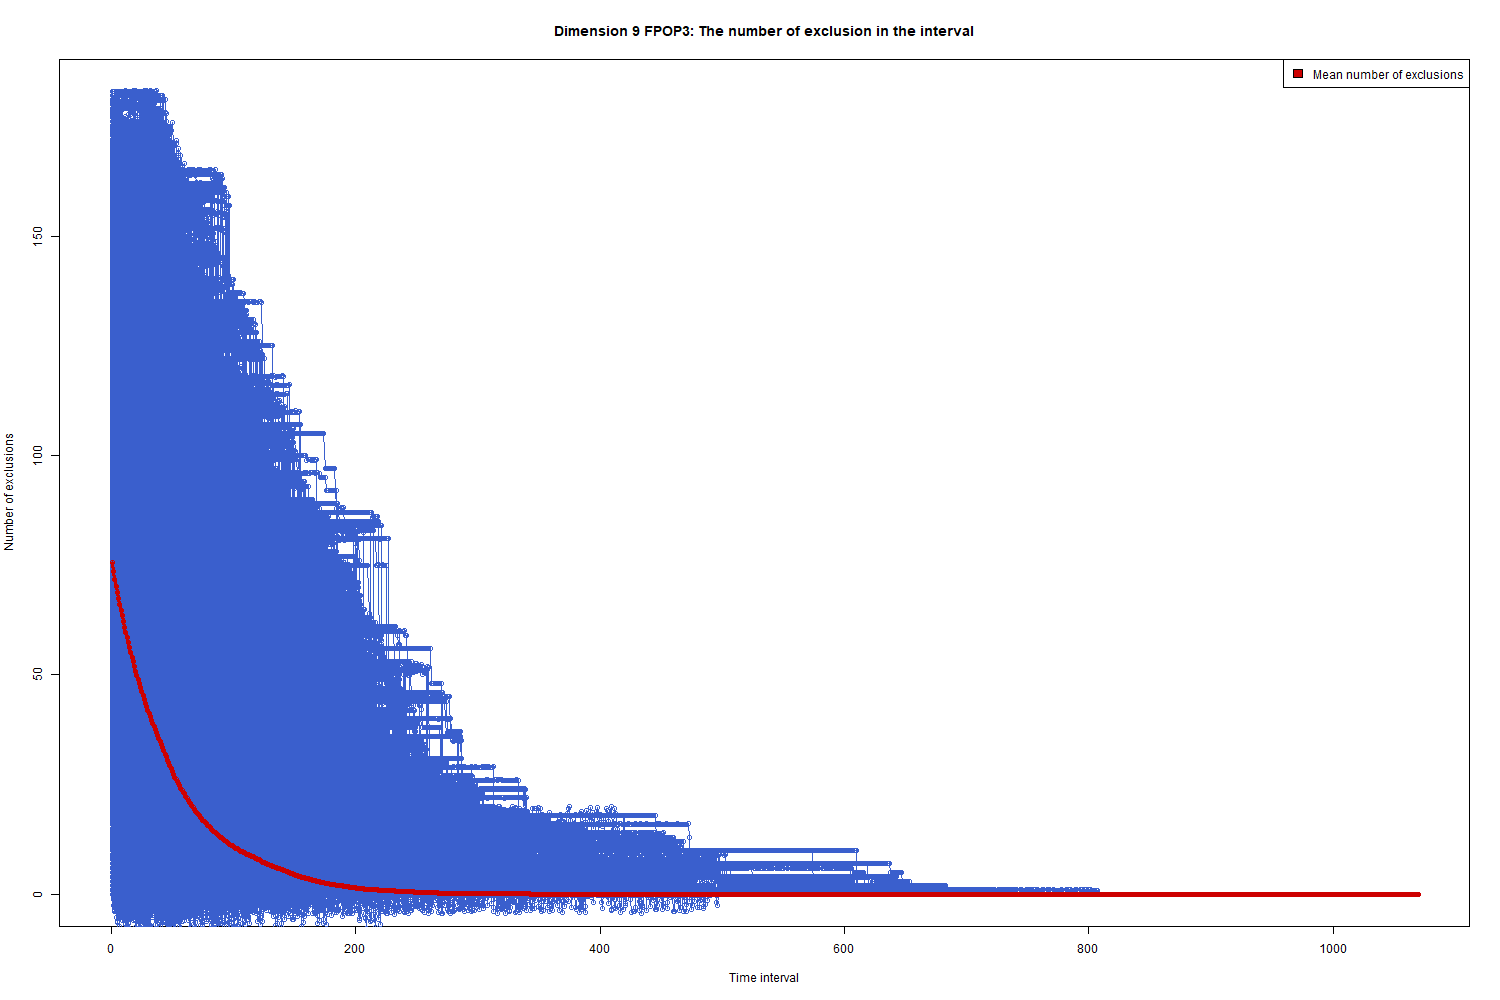 Dimension 9 FPOP3: The number of exclusion in the interval
Mean number of exclusions
Number of exclusions
150
100
50
0
0 200 400 600 800 1000
Time interval